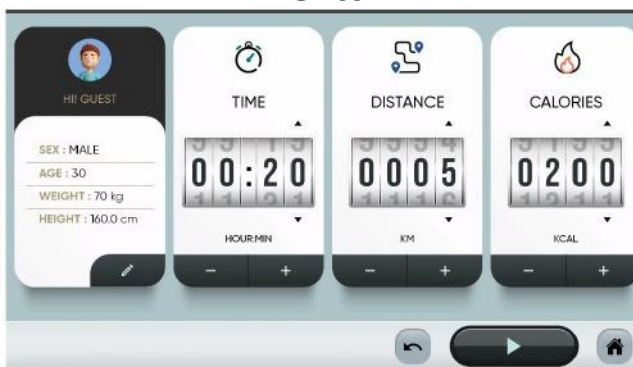 HI! GUEST
SEX : MALE
AGE : 30
WEIGHT : 70 kg
HEIGHT : 160.0 cm
TIME
00:20
HOUR:MIN
- +
DISTANCE
0005
KM
- +
CALORIES
0200
KCAL
- +